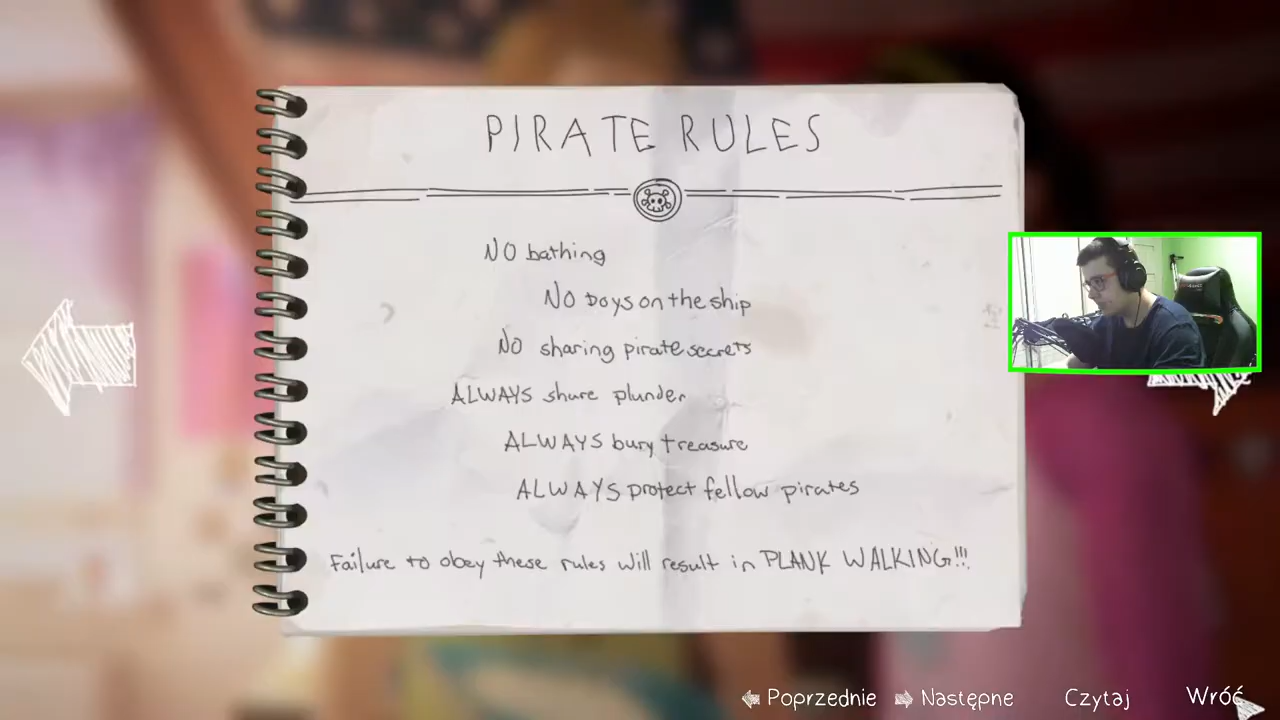 PIRATE RULES
NO bathing
NO boys on the ship
NO sharing pirate secrets
ALWAYS share plunder
ALWAYS bury treasure
ALWAYS protect fellow pirates
Failure to obey these rules will result in PLANK WALKING!!!
Poprzednie Następne Czytaj Wróć